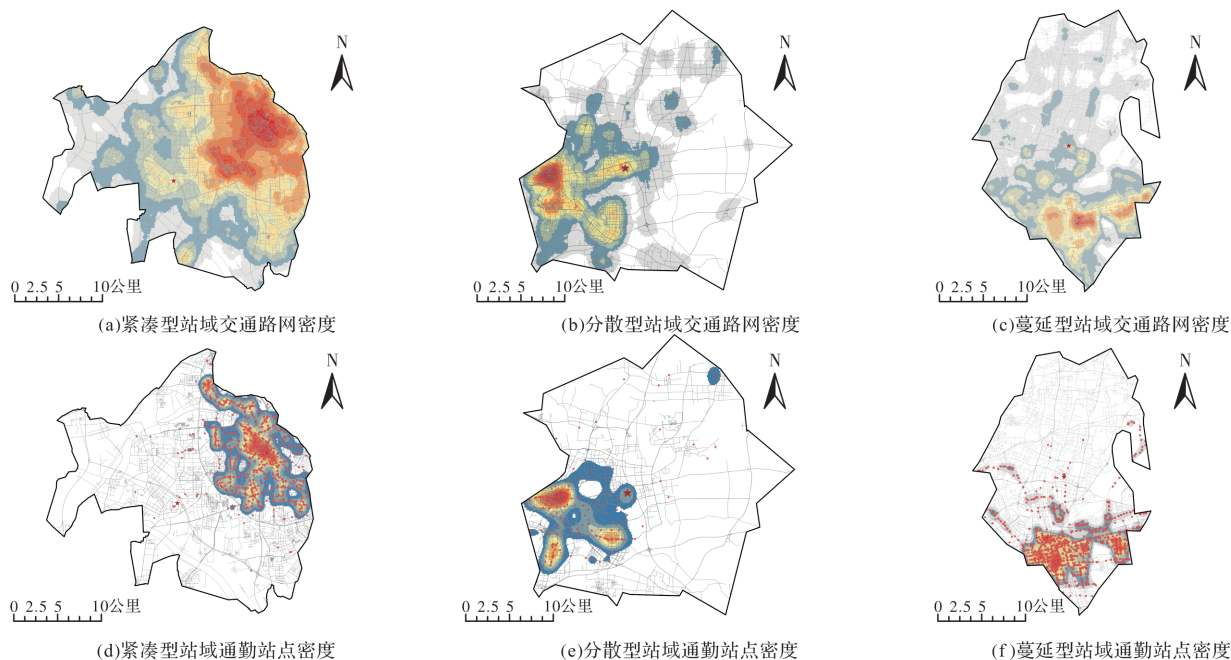 N
N
N
0 2.5 5 10公里
0 2.5 5 10公里
0 2.5 5 10公里
(a)紧凑型站域交通路网密度
(b)分散型站域交通路网密度
(c)蔓延型站域交通路网密度
N
N
N
0 2.5 5 10公里
0 2.5 5 10公里
0 2.5 5 10公里
(d)紧凑型站域通勤站点密度
(e)分散型站域通勤站点密度
(f)蔓延型站域通勤站点密度